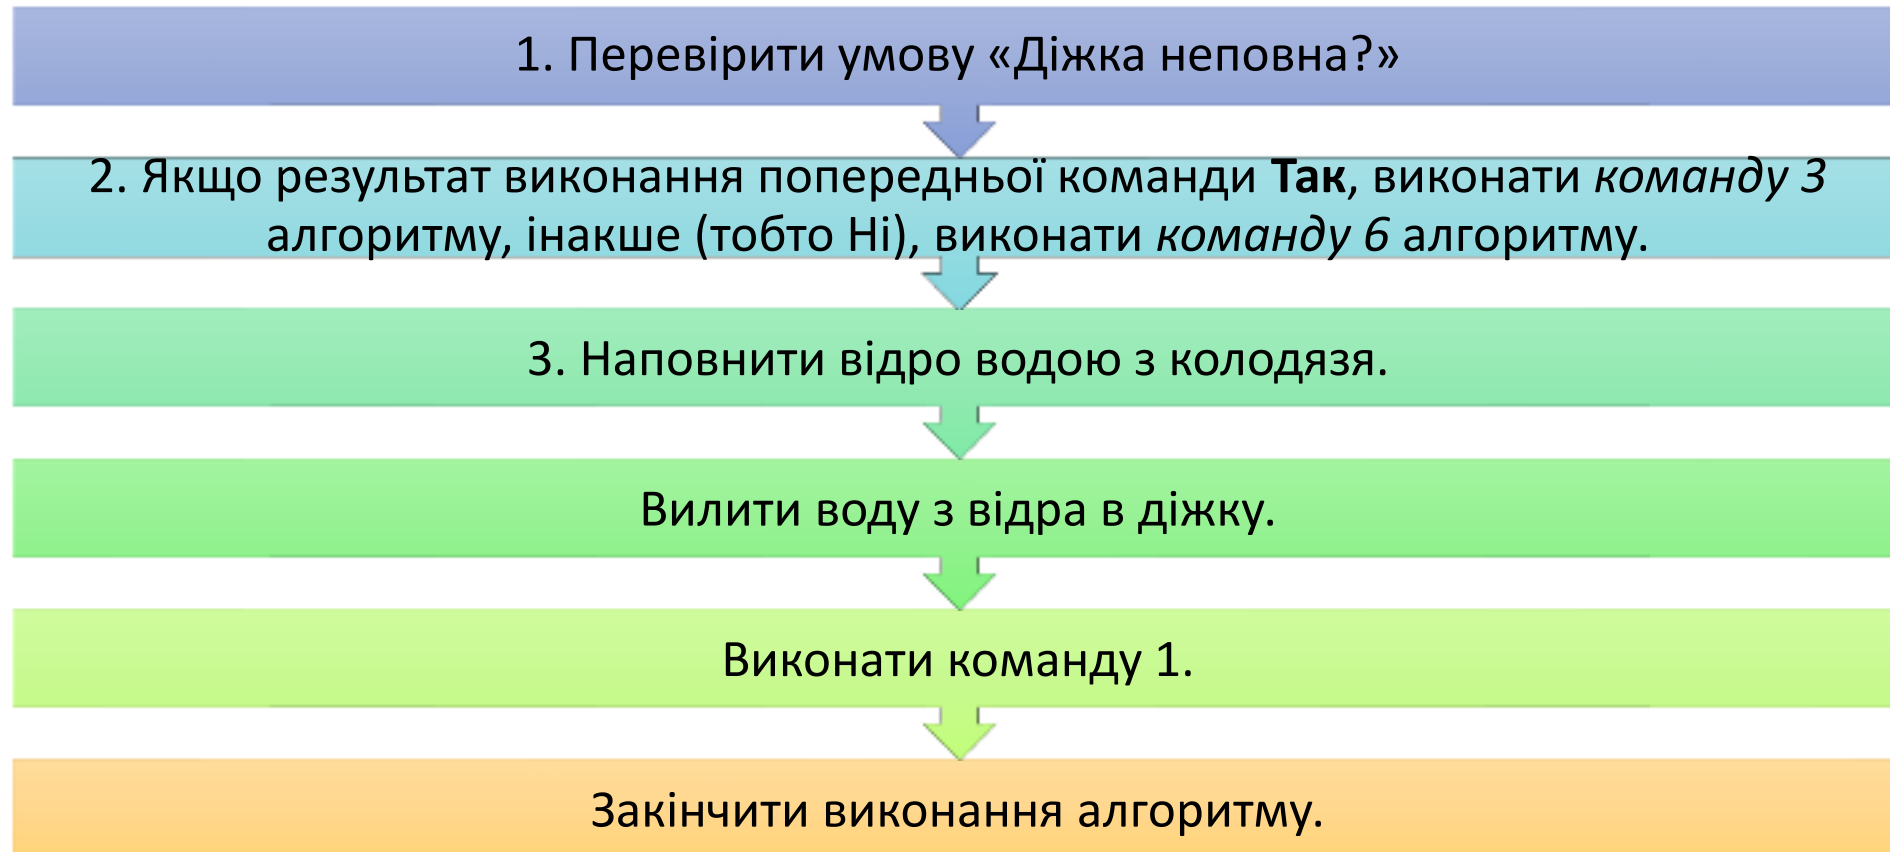 1. Перевірити умову «Діжка неповна?»
2. Якщо результат виконання попередньої команди Так, виконати команду 3
алгоритму, інакше (тобто Ні), виконати команду 6 алгоритму.
3. Наповнити відро водою з колодязя.
Вилити воду з відра в діжку.
Виконати команду 1.
Закінчити виконання алгоритму.